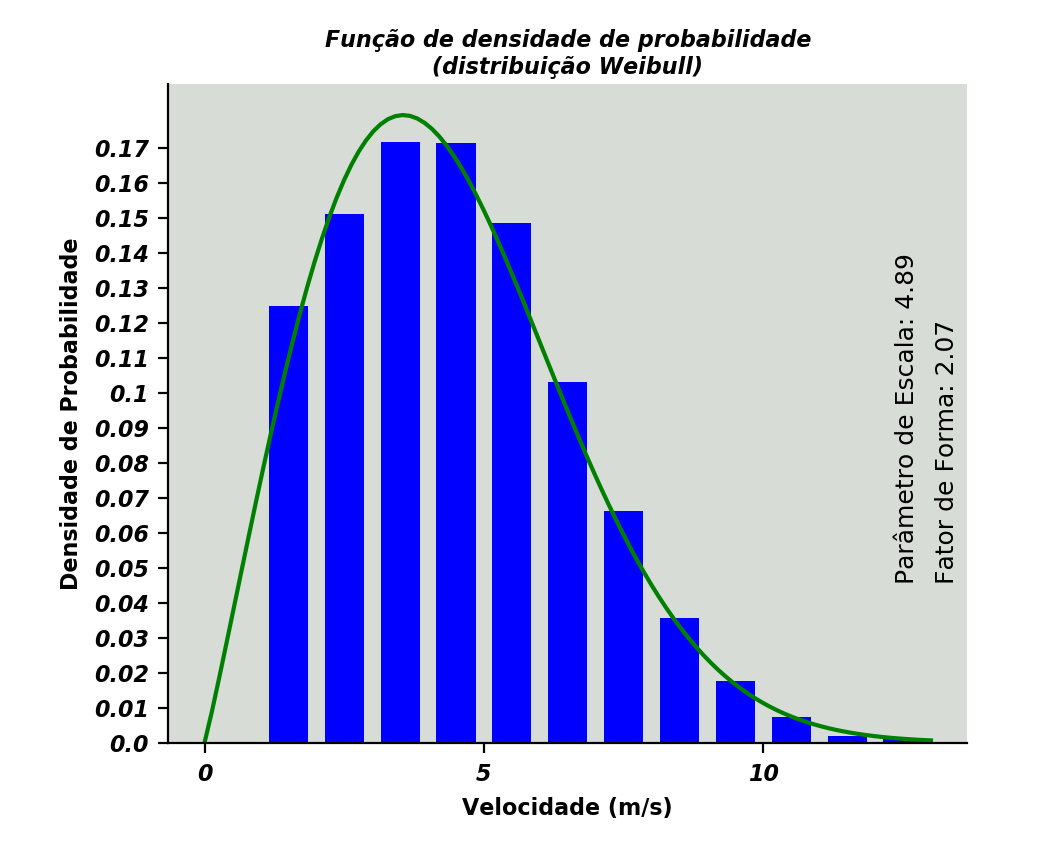 Função de densidade de probabilidade
(distribuição Weibull)
Densidade de Probabilidade
0.17
0.16
0.15
0.14
0.13
0.12
0.11
0.1
0.09
0.08
0.07
0.06
0.05
0.04
0.03
0.02
0.01
0.0
0 5 10
Velocidade (m/s)
Parâmetro de Escala: 4.89
Fator de Forma: 2.07